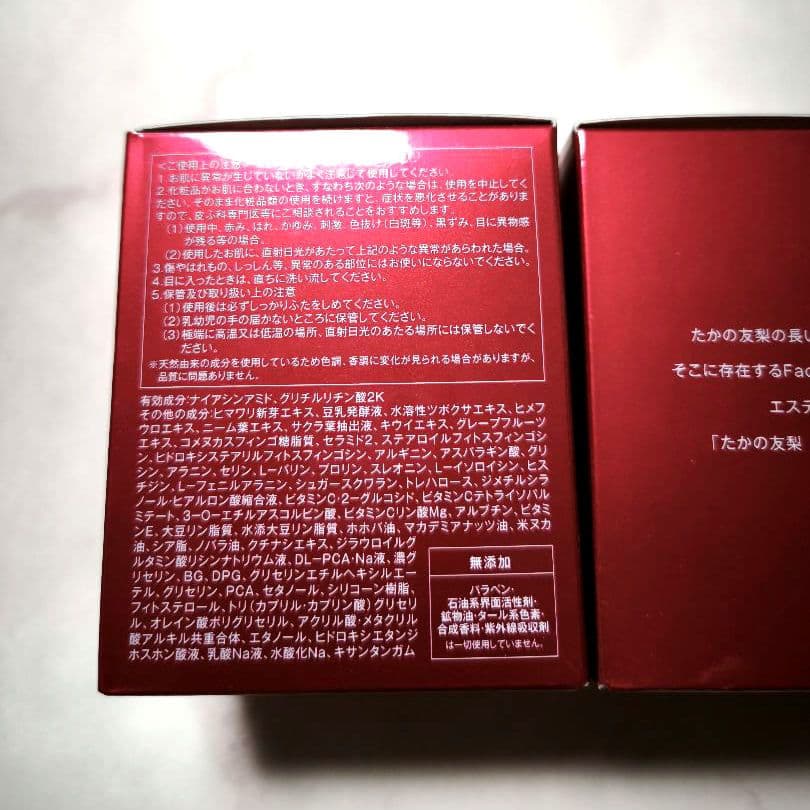 <ご使用上の注意
1.お肌に異常が生じていないかよく注意して使用してください。
2.化粧品がお肌に合わないとき、すなわち次のような場合は、使用を中止してく
ださい。そのまま化粧品類の使用を続けますと、症状を悪化させることがあり
ますので、皮ふ科専門医等にご相談されることをおすすめします。
(1)使用中、赤み、はれ、かゆみ、刺激、色抜け(白斑等)、黒ずみ、目に異物感
が残る等の場合。
(2)使用したお肌に、直射日光があたって上記のような異常があらわれた場合。
3.傷やはれもの、しっしん等、異常のある部位にはお使いにならないでください。
4.目に入ったときは、直ちに洗い流してください。
5.保管及び取り扱い上の注意
(1)使用後は必ずしっかりふたをしめてください。
(2)乳幼児の手の届かないところに保管してください。
(3)極端に高温又は低温の場所、直射日光のあたる場所には保管しないでく
ださい。
※天然由来の成分を使用しているため色調、香調に変化が見られる場合がありますが、
品質に問題ありません。
有効成分:ナイアシンアミド、グリチルリチン酸2K
その他の成分:ヒマワリ新芽エキス、豆乳発酵液、水溶性ツボクサエキス、ヒメフ
ウロエキス、ニーム葉エキス、サクラ葉抽出液、キウイエキス、グレープフルーツ
エキス、コメヌカスフィンゴ糖脂質、セラミド2、ステアロイルフィトスフィンゴシ
ン、ヒドロキシステアリルフィトスフィンゴシン、アルギニン、アスパラギン酸、グリ
シン、アラニン、セリン、L-バリン、プロリン、スレオニン、L-イソロイシン、ヒス
チジン、L-フェニルアラニン、シュガースクワラン、トレハロース、ジメチルシラ
ノール・ヒアルロン酸縮合液、ビタミンC・2-グルコシド、ビタミンCテトライソパル
ミテート、3-O-エチルアスコルビン酸、ビタミンCリン酸Mg、アルブチン、ビタミ
ンE、大豆リン脂質、水添大豆リン脂質、ホホバ油、マカデミアナッツ油、米ヌカ
油、シア脂、ノバラ油、クチナシエキス、ジラウロイルグ
ルタミン酸リシンナトリウム液、DL-PCA・Na液、濃グ
リセリン、BG、DPG、グリセリンエチルヘキシルエー
テル、グリセリン、PCA、セタノール、シリコーン樹脂、
フィトステロール、トリ(カプリル・カプリン酸)グリセリ
ル、オレイン酸ポリグリセリル、アクリル酸・メタクリル
酸アルキル共重合体、エタノール、ヒドロキシエタンジ
ホスホン酸液、乳酸Na液、水酸化Na、キサンタンガム
無添加
パラベン・
石油系界面活性剤・
鉱物油・タール系色素・
合成香料・紫外線吸収剤
は一切使用していません。
たかの友梨の長い
そこに存在するFac
エステ
「たかの友梨